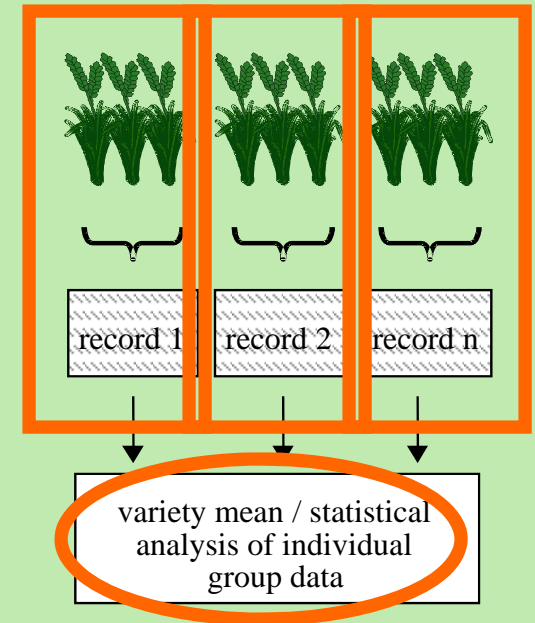 record 1 record 2 record n
variety mean / statistical
analysis of individual
group data